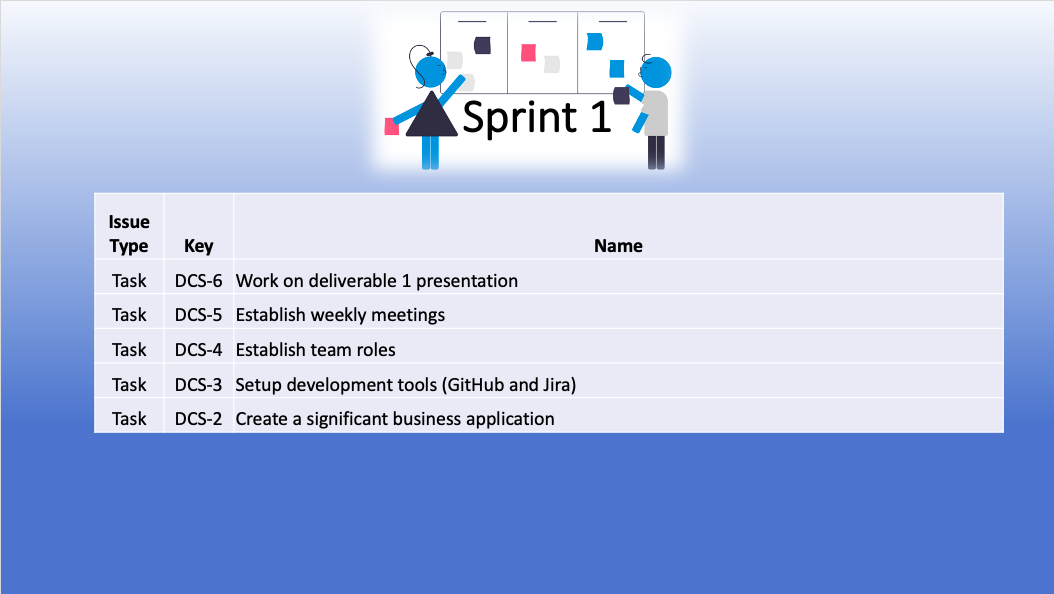 Sprint 1
Issue
Type Key Name
Task DCS-6 Work on deliverable 1 presentation
Task DCS-5 Establish weekly meetings
Task DCS-4 Establish team roles
Task DCS-3 Setup development tools (GitHub and Jira)
Task DCS-2 Create a significant business application